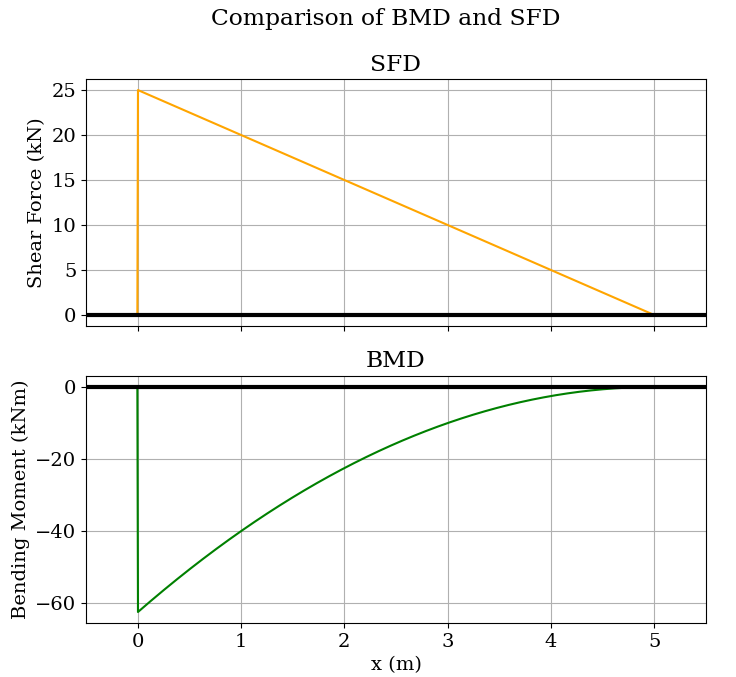 Comparison of BMD and SFD
SFD
Shear Force (kN)
25
20
15
10
5
0
BMD
Bending Moment (kNm)
0
−20
−40
−60
0 1 2 3 4 5
x (m)